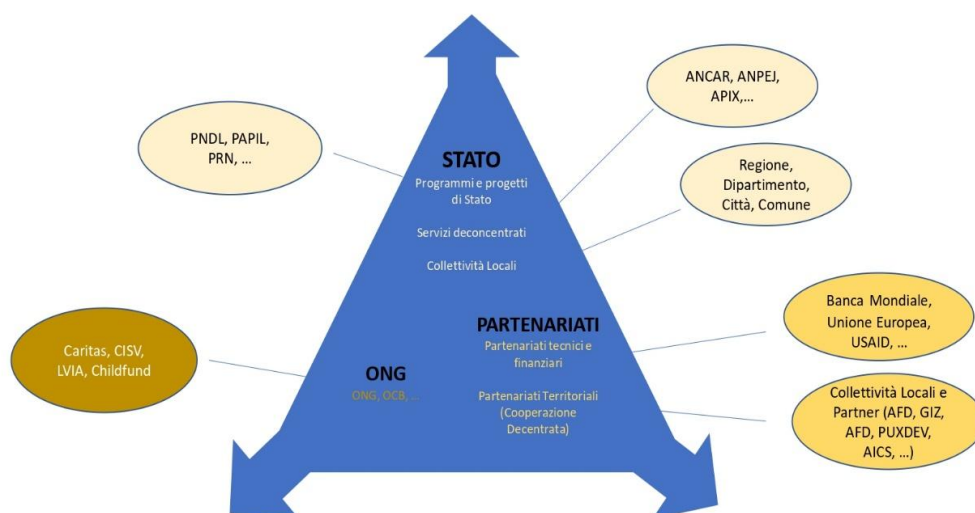 ANCAR, ANPEJ,
APIX,...
PNDL, PAPIL,
PRN, ...
STATO
Programmi e progetti
di Stato
Servizi deconcentrati
Collettività Locali
Regione,
Dipartimento,
Città, Comune
Banca Mondiale,
Unione Europea,
USAID, ...
PARTENARIATI
Partenariati tecnici e
finanziari
Partenariati Territoriali
(Cooperazione
Decentrata)
Caritas, CISV,
LVIA, Childfund
ONG
ONG, OCB, ...
Collettività Locali e
Partner (AFD, GIZ,
AFD, PUXDEV,
AICS, ...)